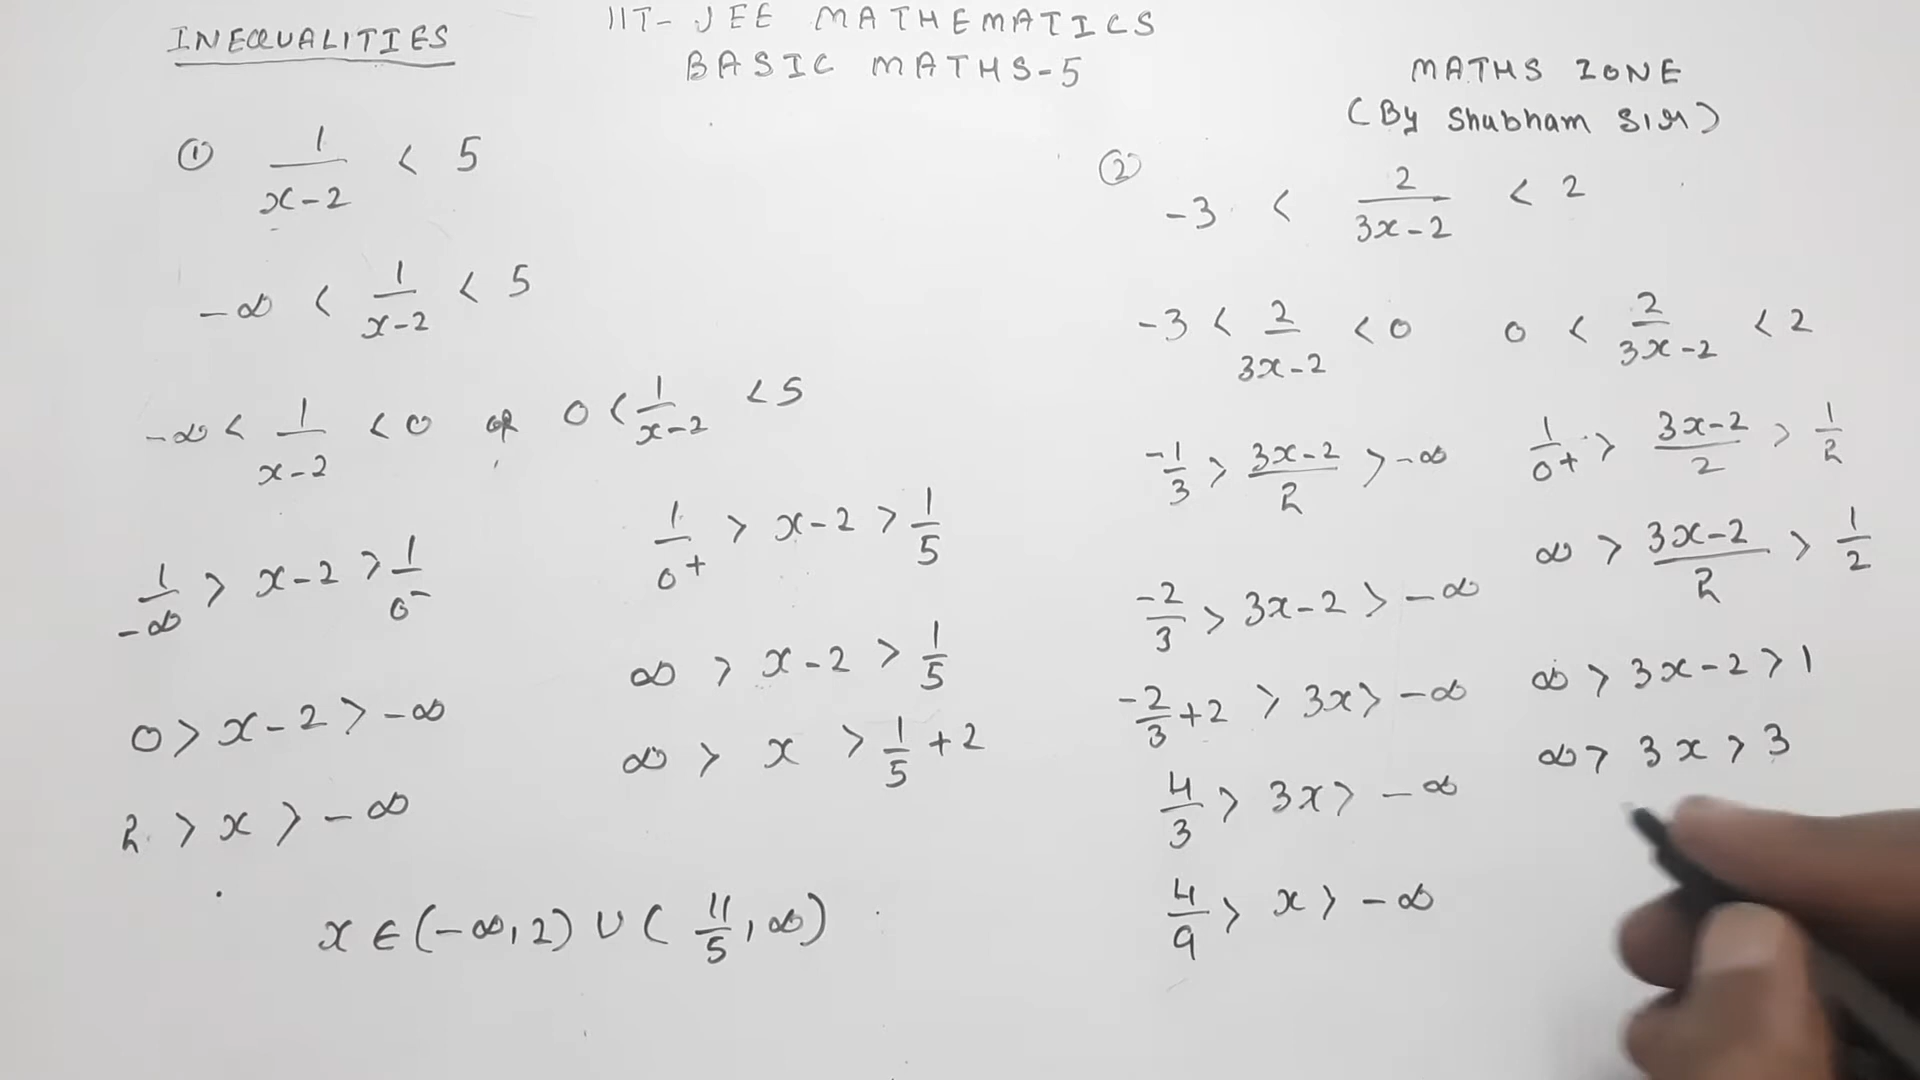 INEQUALITIES
IIT-JEE MATHEMATICS
BASIC MATHS-5
MATHS ZONE
(By Shubham Sir)
① 1/(x-2) < 5
-∞ < 1/(x-2) < 5
-∞ < 1/(x-2) < 0 or 0 < 1/(x-2) < 5
1/-∞ > x-2 > 1/0⁻
0 > x-2 > -∞
2 > x > -∞
1/0⁺ > x-2 > 1/5
∞ > x-2 > 1/5
∞ > x > 1/5 + 2
x ∈ (-∞, 2) ∪ (11/5, ∞)
② -3 < 2/(3x-2) < 2
-3 < 2/(3x-2) < 0 0 < 2/(3x-2) < 2
-1/3 > (3x-2)/2 > -∞
-2/3 > 3x-2 > -∞
-2/3 + 2 > 3x > -∞
4/3 > 3x > -∞
4/9 > x > -∞
1/0+ > (3x-2)/2 > 1/2
∞ > (3x-2)/2 > 1/2
∞ > 3x-2 > 1
∞ > 3x > 3